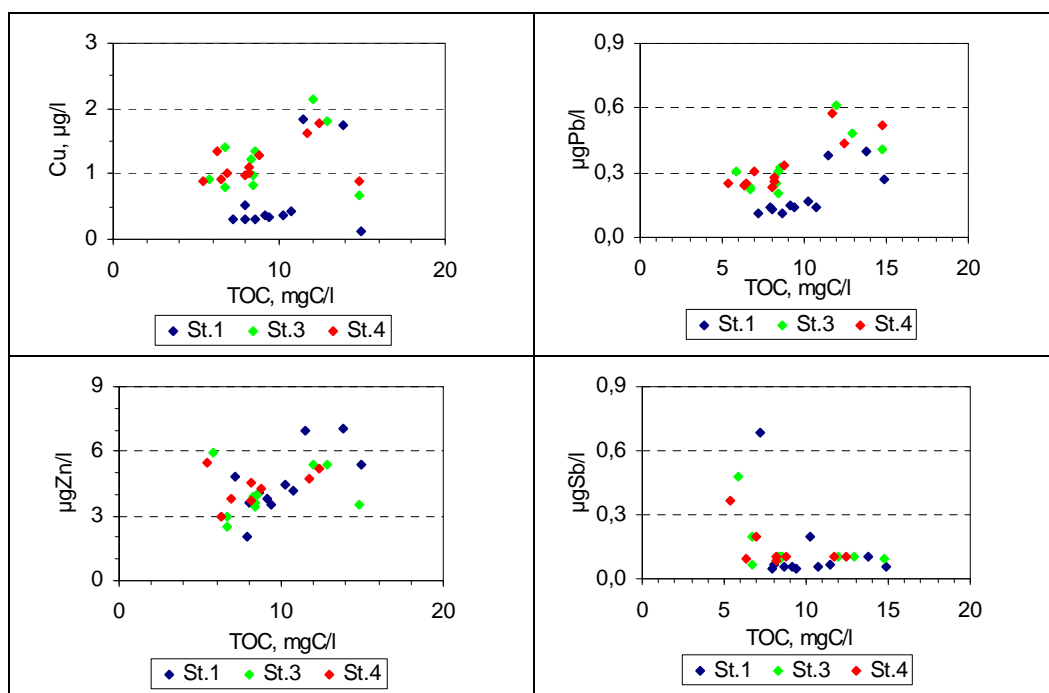 3
2
1
0
Cu, µg/l
0 10 20
TOC, mgC/l
St.1 St.3 St.4
0,9
0,6
0,3
0,0
µgPb/l
0 5 10 15 20
TOC, mgC/l
St.1 St.3 St.4
9
6
3
0
µgZn/l
0 10 20
TOC, mgC/l
St.1 St.3 St.4
0,9
0,6
0,3
0,0
µgSb/l
0 5 10 15 20
TOC, mgC/l
St.1 St.3 St.4